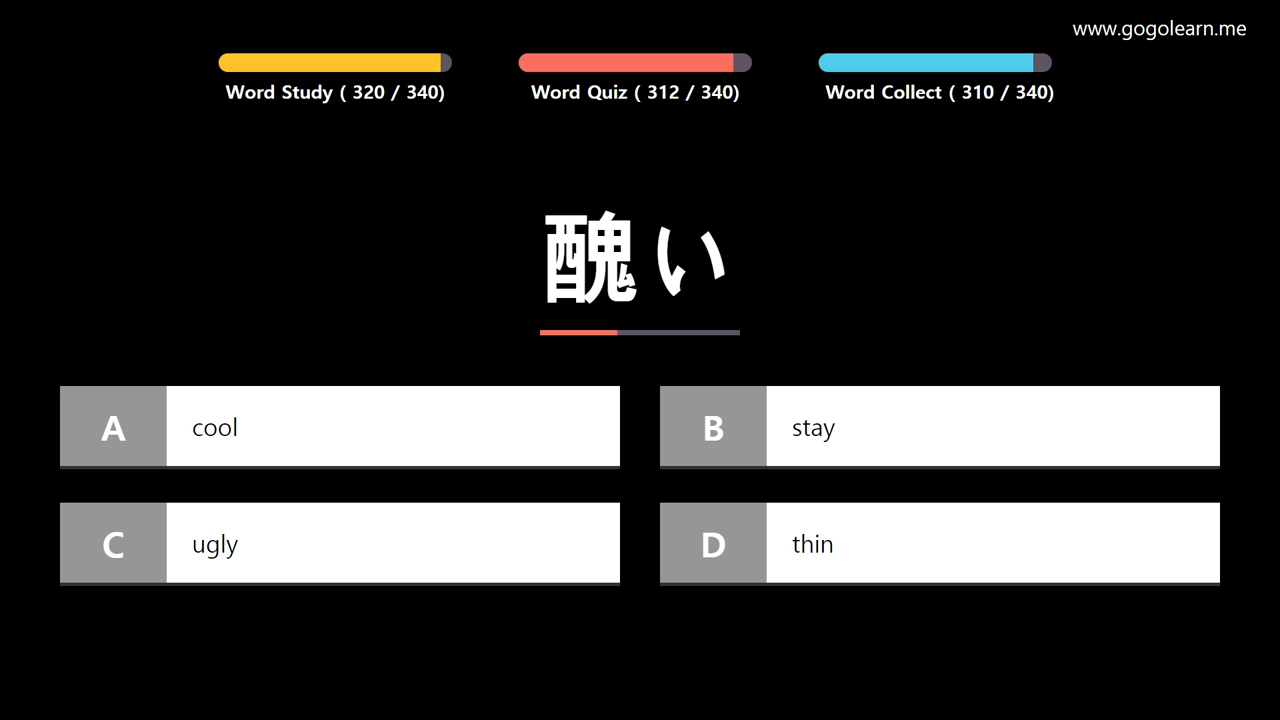 www.gogolearn.me
Word Study ( 320 / 340)
Word Quiz ( 312 / 340)
Word Collect ( 310 / 340)
醜い
A cool
B stay
C ugly
D thin